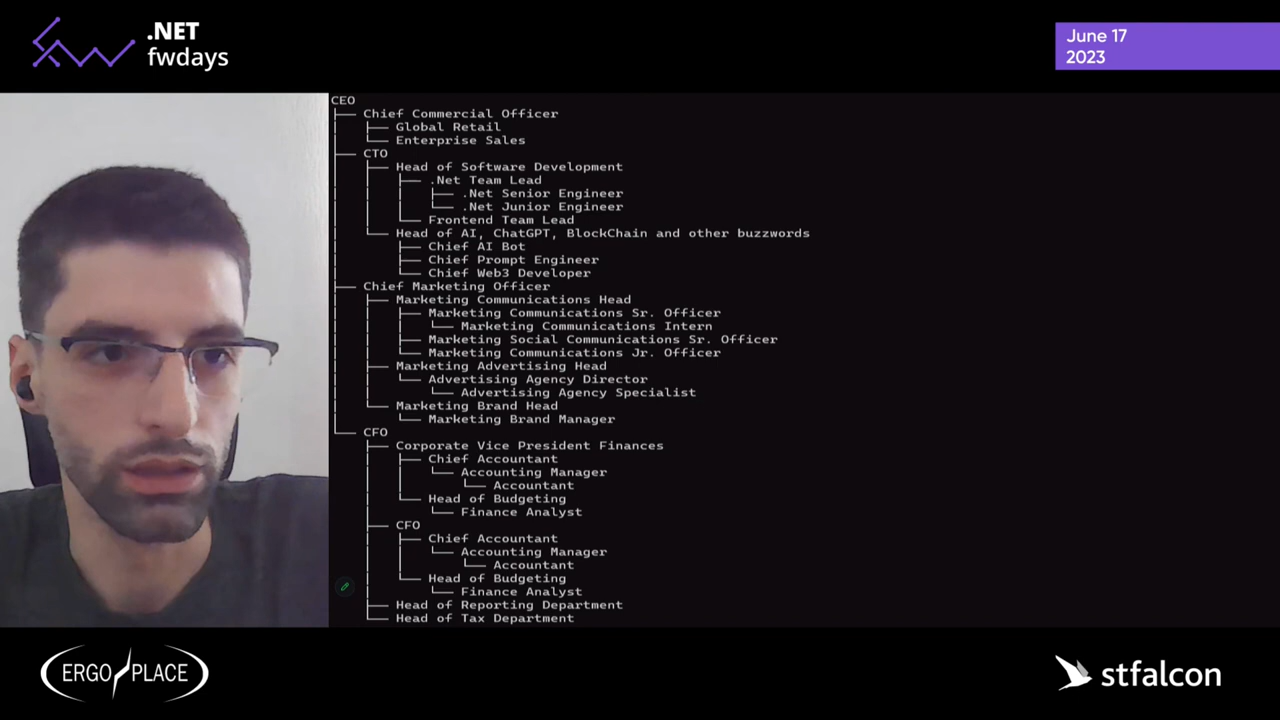 .NET
fwdays
June 17
2023
CEO
├── Chief Commercial Officer
│   ├── Global Retail
│   └── Enterprise Sales
├── CTO
│   ├── Head of Software Development
│   │   ├── .Net Team Lead
│   │   │   ├── .Net Senior Engineer
│   │   │   └── .Net Junior Engineer
│   │   └── Frontend Team Lead
│   └── Head of AI, ChatGPT, BlockChain and other buzzwords
│       ├── Chief AI Bot
│       ├── Chief Prompt Engineer
│       └── Chief Web3 Developer
├── Chief Marketing Officer
│   ├── Marketing Communications Head
│   │   ├── Marketing Communications Sr. Officer
│   │   │   └── Marketing Communications Intern
│   │   ├── Marketing Social Communications Sr. Officer
│   │   └── Marketing Communications Jr. Officer
│   ├── Marketing Advertising Head
│   │   └── Advertising Agency Director
│   │       └── Advertising Agency Specialist
│   └── Marketing Brand Head
│       └── Marketing Brand Manager
└── CFO
    ├── Corporate Vice President Finances
    │   ├── Chief Accountant
    │   │   └── Accounting Manager
    │   │       └── Accountant
    │   └── Head of Budgeting
    │       └── Finance Analyst
    ├── CFO
    │   ├── Chief Accountant
    │   │   └── Accounting Manager
    │   │       └── Accountant
    │   └── Head of Budgeting
    │       └── Finance Analyst
    ├── Head of Reporting Department
    └── Head of Tax Department
ERGO PLACE
stfalcon